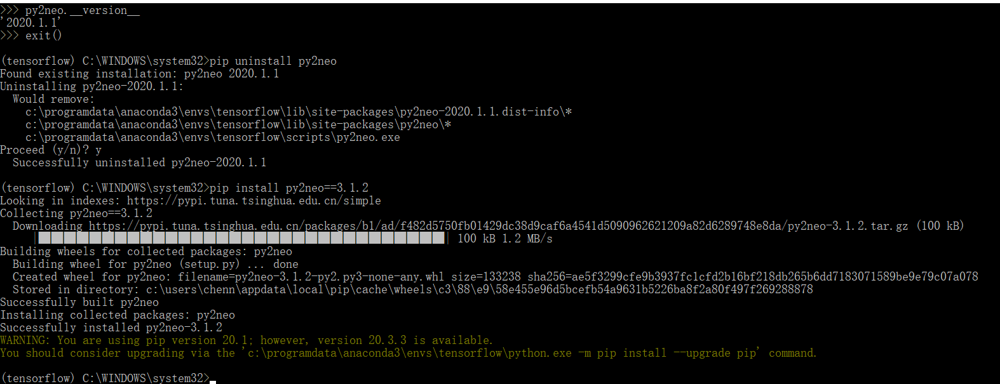 >>> py2neo.__version__
'2020.1.1'
>>> exit()
(tensorflow) C:\WINDOWS\system32>pip uninstall py2neo
Found existing installation: py2neo 2020.1.1
Uninstalling py2neo-2020.1.1:
Would remove:
c:\programdata\anaconda3\envs\tensorflow\lib\site-packages\py2neo-2020.1.1.dist-info\*
c:\programdata\anaconda3\envs\tensorflow\lib\site-packages\py2neo\*
c:\programdata\anaconda3\envs\tensorflow\scripts\py2neo.exe
Proceed (y/n)? y
Successfully uninstalled py2neo-2020.1.1
(tensorflow) C:\WINDOWS\system32>pip install py2neo==3.1.2
Looking in indexes: https://pypi.tuna.tsinghua.edu.cn/simple
Collecting py2neo==3.1.2
Downloading https://pypi.tuna.tsinghua.edu.cn/packages/b1/ad/f482d5750fb01429dc38d9caf6a4541d5090962621209a82d6289748e8da/py2neo-3.1.2.tar.gz (100 kB)
100 kB 1.2 MB/s
Building wheels for collected packages: py2neo
Building wheel for py2neo (setup.py) ... done
Created wheel for py2neo: filename=py2neo-3.1.2-py2.py3-none-any.whl size=133238 sha256=ae5f3299cfe9b3937fc1cfd2b16bf218db265b6dd7183071589be9e79c07a078
Stored in directory: c:\users\chenn\appdata\local\pip\cache\wheels\c3\88\e9\58e455e96d5bcefb54a9631b5226ba8f2a80f497f269288878
Successfully built py2neo
Installing collected packages: py2neo
Successfully installed py2neo-3.1.2
WARNING: You are using pip version 20.1; however, version 20.3.3 is available.
You should consider upgrading via the 'c:\programdata\anaconda3\envs\tensorflow\python.exe -m pip install --upgrade pip' command.
(tensorflow) C:\WINDOWS\system32>